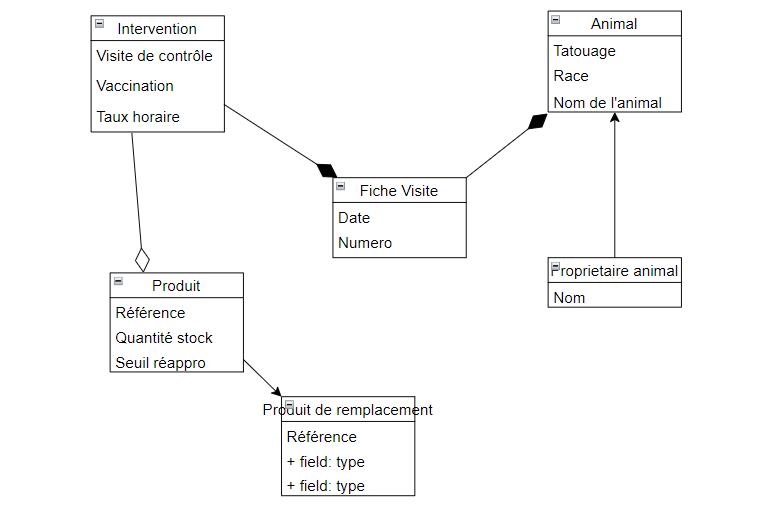 Intervention
Visite de contrôle
Vaccination
Taux horaire
Animal
Tatouage
Race
Nom de l'animal
Fiche Visite
Date
Numero
Proprietaire animal
Nom
Produit
Référence
Quantité stock
Seuil réappro
Produit de remplacement
Référence
+ field: type
+ field: type